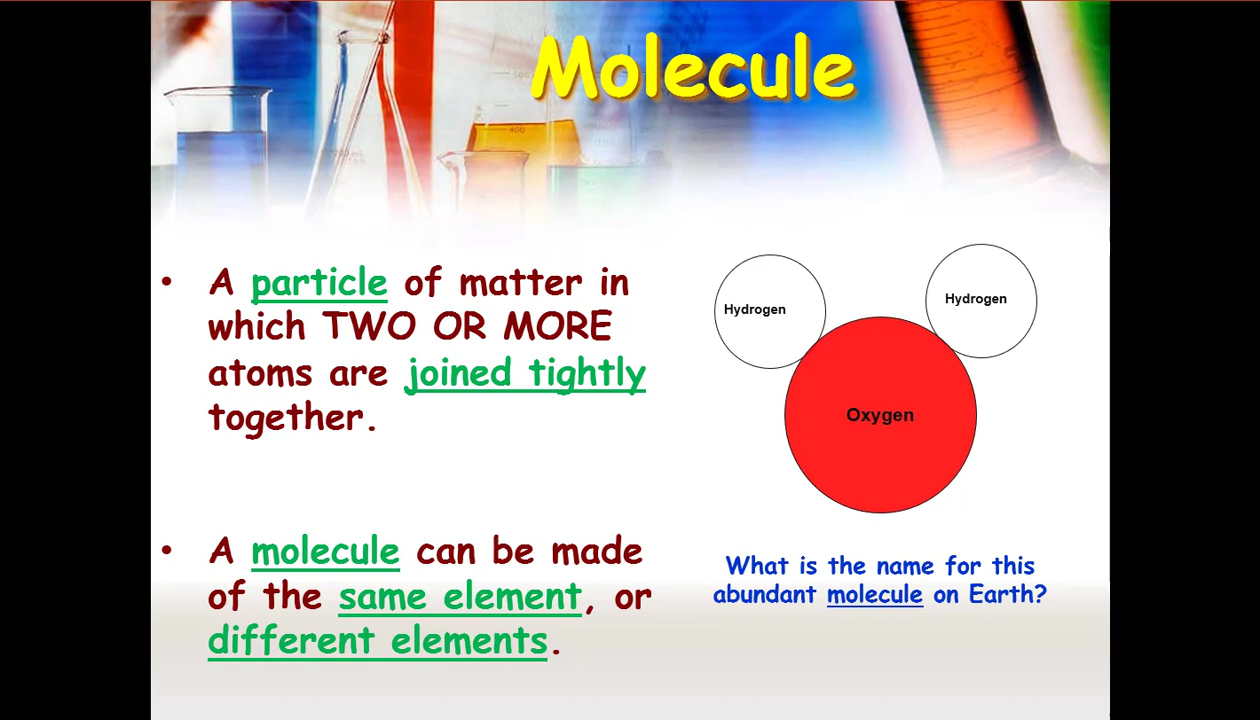 Molecule
• A particle of matter in
which TWO OR MORE
atoms are joined tightly
together.
• A molecule can be made
of the same element, or
different elements.
Hydrogen
Hydrogen
Oxygen
What is the name for this
abundant molecule on Earth?